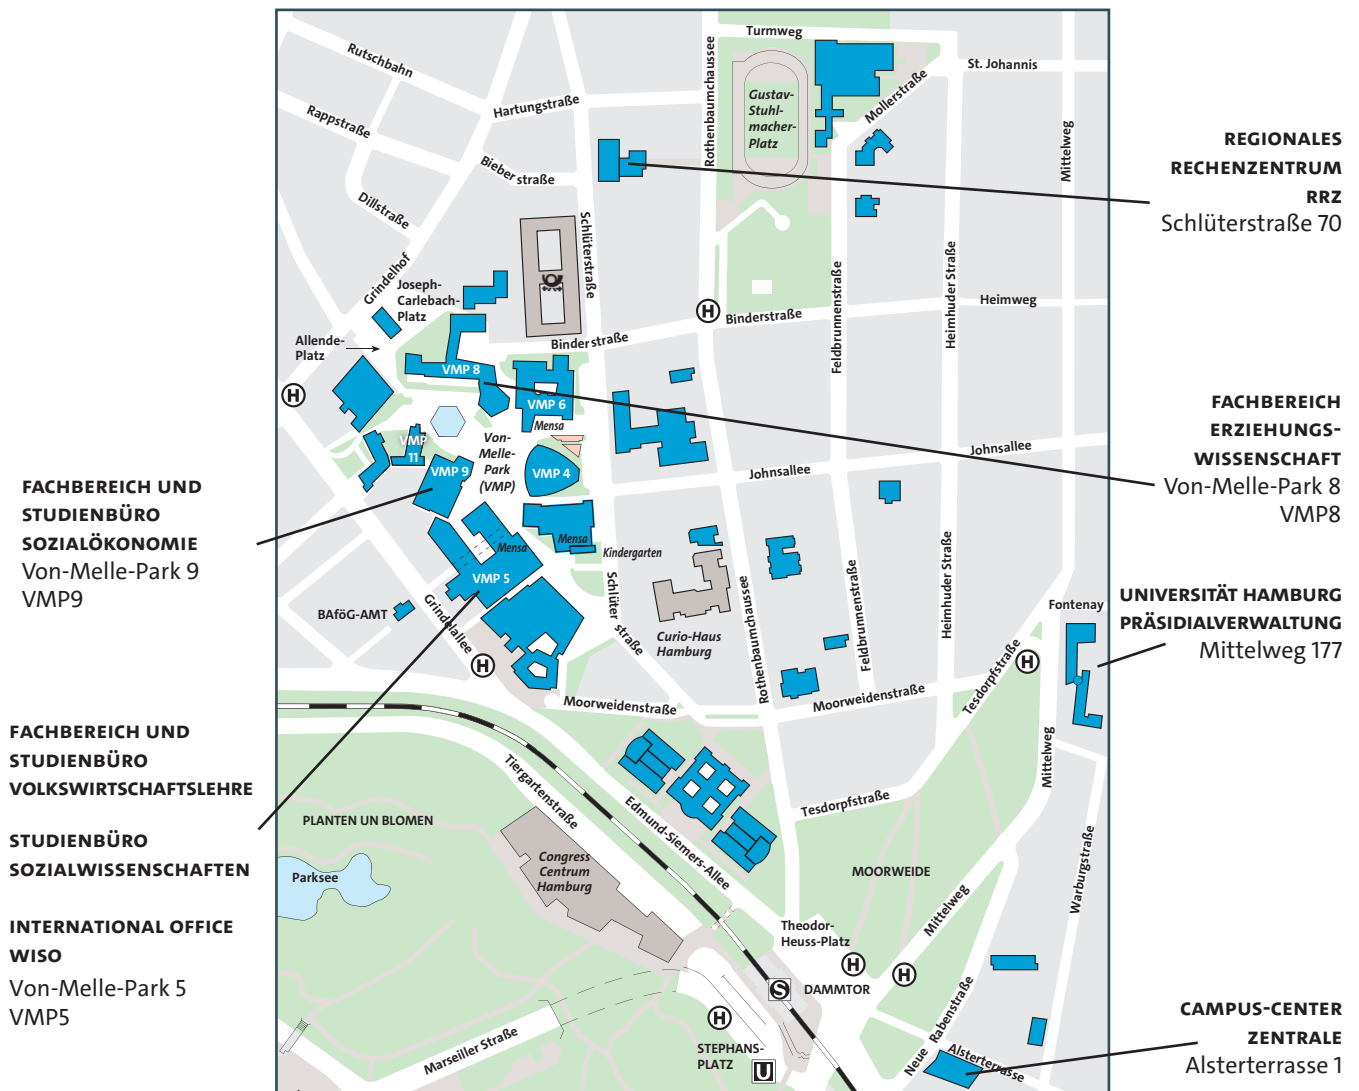 Turmweg
Rutschbahn
St. Johannis
Hartungstraße
Rappstraße
Rothenbaumchaussee
Gustav-
Stuhl-
macher-
Platz
Mollerstraße
Mittelweg
Bieber straße
Dillstraße
Schlüterstraße
Grindelhof
Joseph-
Carlebach-
Platz
Feldbrunnenstraße
Heimhuder Straße
Heimweg
H
Binderstraße
Binder straße
Allende-
Platz
VMP 8
H
VMP 6
Mensa
VMP
11
Von-
Melle-
Park
(VMP)
VMP 9
VMP 4
Johnsallee
Johnsallee
Mensa
Mensa
Kindergarten
VMP 5
BAföG-AMT
Grindelallee
H
Schlüter straße
Curio-Haus
Hamburg
Rothenbaumchaussee
Feldbrunnenstraße
Heimhuder Straße
Fontenay
H
Tesdorpfstraße
Moorweidenstraße
Moorweidenstraße
Mittelweg
Tiergartenstraße
Edmund-Siemers-Allee
Tesdorpfstraße
PLANTEN UN BLOMEN
Parksee
Congress
Centrum
Hamburg
MOORWEIDE
Warburgstraße
Mittelweg
Theodor-
Heuss-Platz
H
H
S
DAMMTOR
H
STEPHANS-
PLATZ
U
Marseiller Straße
Neue Rabenstraße
Alsterterrasse
REGIONALES
RECHENZENTRUM
RRZ
Schlüterstraße 70
FACHBEREICH
ERZIEHUNGS-
WISSENSCHAFT
Von-Melle-Park 8
VMP8
UNIVERSITÄT HAMBURG
PRÄSIDIALVERWALTUNG
Mittelweg 177
CAMPUS-CENTER
ZENTRALE
Alsterterrasse 1
FACHBEREICH UND
STUDIENBÜRO
SOZIALÖKONOMIE
Von-Melle-Park 9
VMP9
FACHBEREICH UND
STUDIENBÜRO
VOLKSWIRTSCHAFTSLEHRE
STUDIENBÜRO
SOZIALWISSENSCHAFTEN
INTERNATIONAL OFFICE
WISO
Von-Melle-Park 5
VMP5